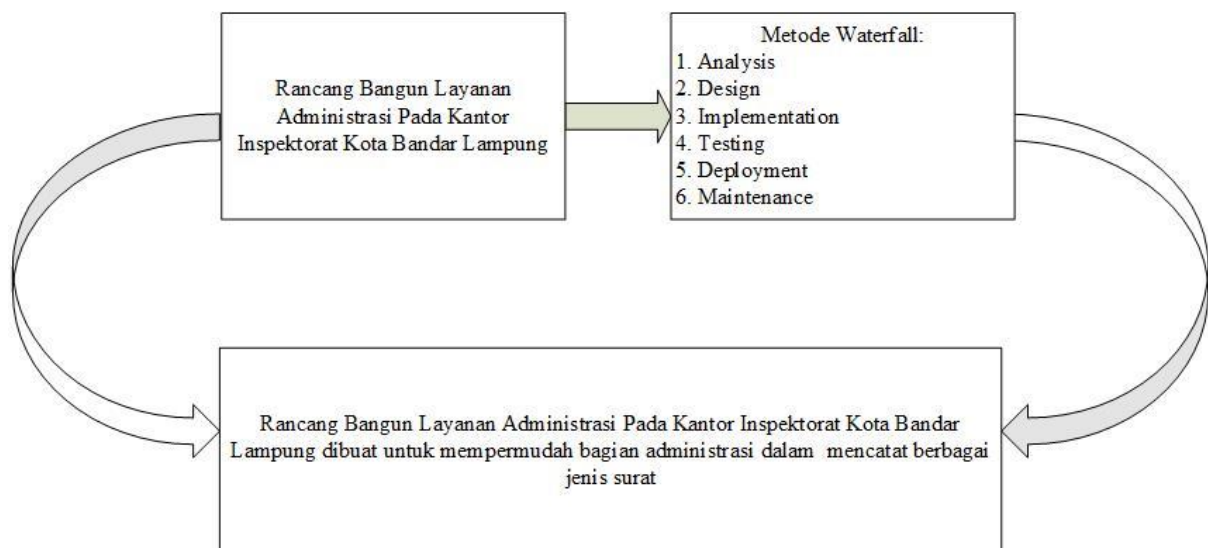 Rancang Bangun Layanan
Administrasi Pada Kantor
Inspektorat Kota Bandar Lampung
Metode Waterfall:
1. Analysis
2. Design
3. Implementation
4. Testing
5. Deployment
6. Maintenance
Rancang Bangun Layanan Administrasi Pada Kantor Inspektorat Kota Bandar
Lampung dibuat untuk mempermudah bagian administrasi dalam mencatat berbagai
jenis surat